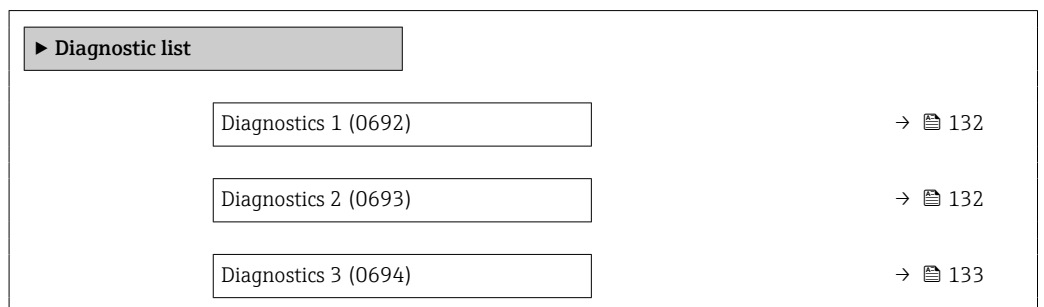 ▶ Diagnostic list
Diagnostics 1 (0692) → 🖹 132
Diagnostics 2 (0693) → 🖹 132
Diagnostics 3 (0694) → 🖹 133